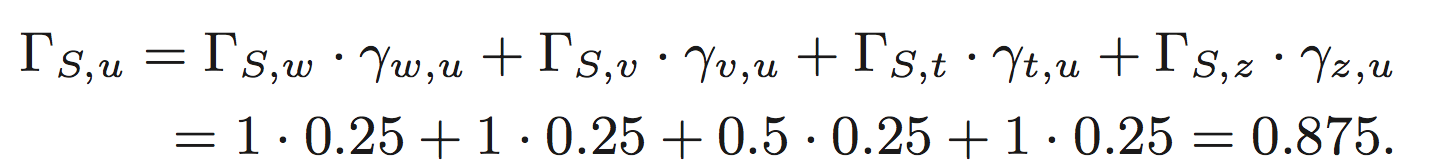 Γ_{S,u} = Γ_{S,w} · γ_{w,u} + Γ_{S,v} · γ_{v,u} + Γ_{S,t} · γ_{t,u} + Γ_{S,z} · γ_{z,u}
= 1 · 0.25 + 1 · 0.25 + 0.5 · 0.25 + 1 · 0.25 = 0.875.